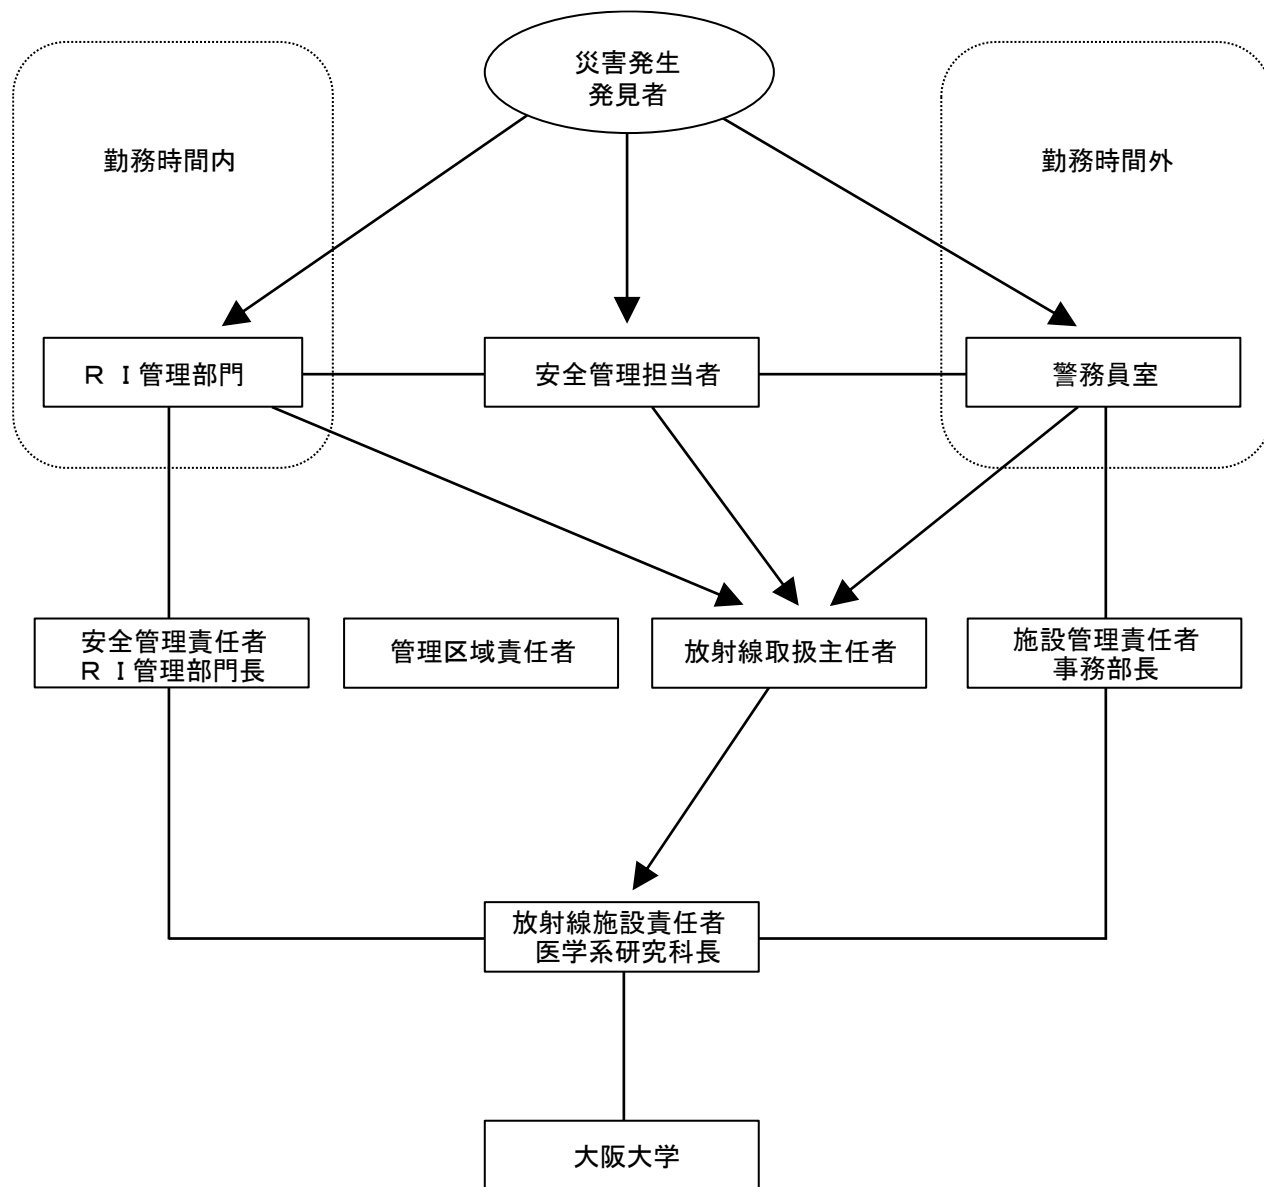 災害発生
発見者
勤務時間内
勤務時間外
ＲＩ管理部門
安全管理担当者
警務員室
安全管理責任者
ＲＩ管理部門長
管理区域責任者
放射線取扱主任者
施設管理責任者
事務部長
放射線施設責任者
医学系研究科長
大阪大学